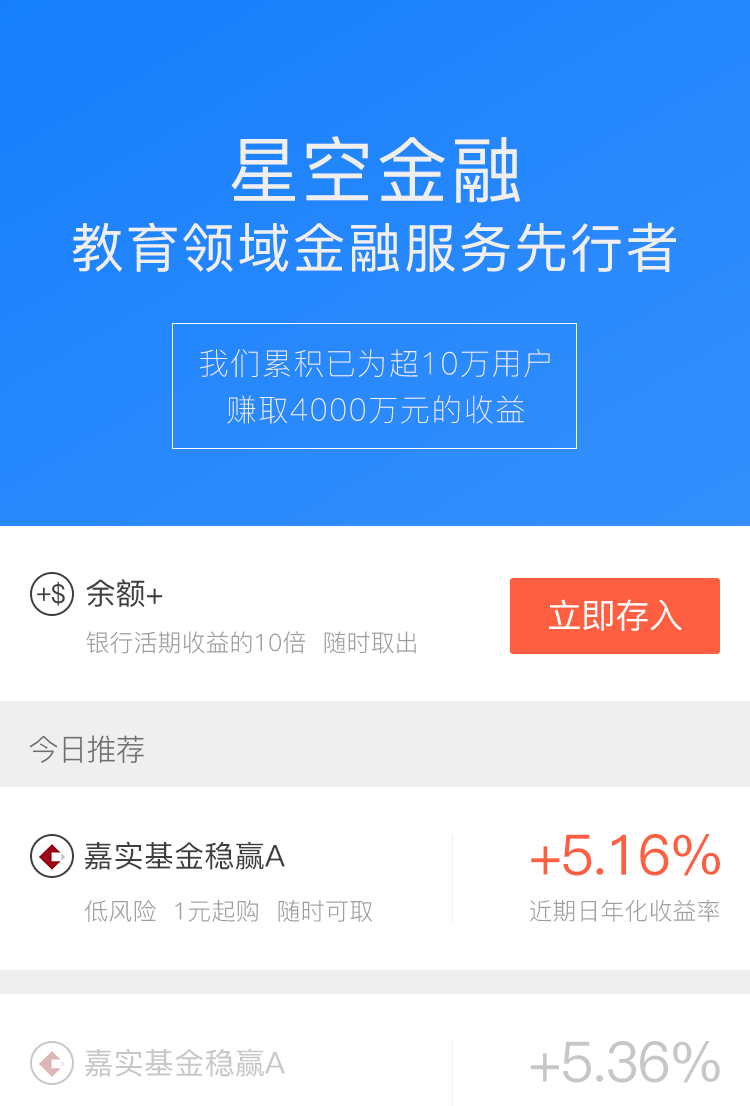 星空金融
教育领域金融服务先行者
我们累积已为超10万用户
赚取4000万元的收益
+$ 余额+
银行活期收益的10倍 随时取出
立即存入
今日推荐
嘉实基金稳赢A
低风险 1元起购 随时可取
+5.16%
近期日年化收益率
嘉实基金稳赢A
+5.36%